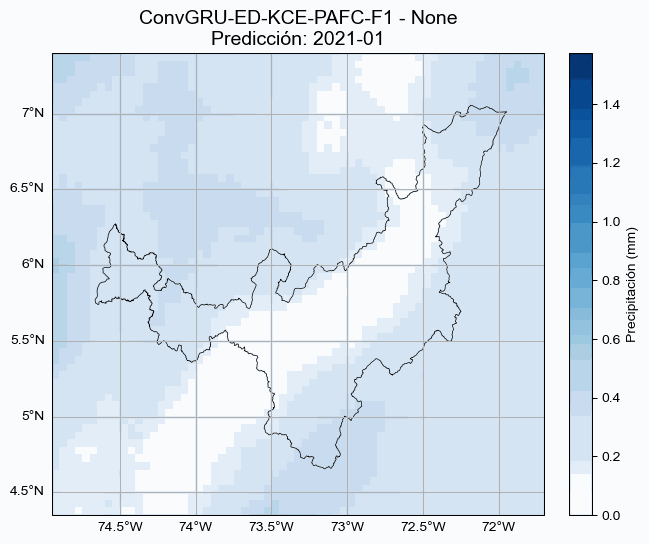 ConvGRU-ED-KCE-PAFC-F1 - None
Predicción: 2021-01
7°N
6.5°N
6°N
5.5°N
5°N
4.5°N
74.5°W
74°W
73.5°W
73°W
72.5°W
72°W
1.4
1.2
1.0
0.8
0.6
0.4
0.2
0.0
Precipitación (mm)